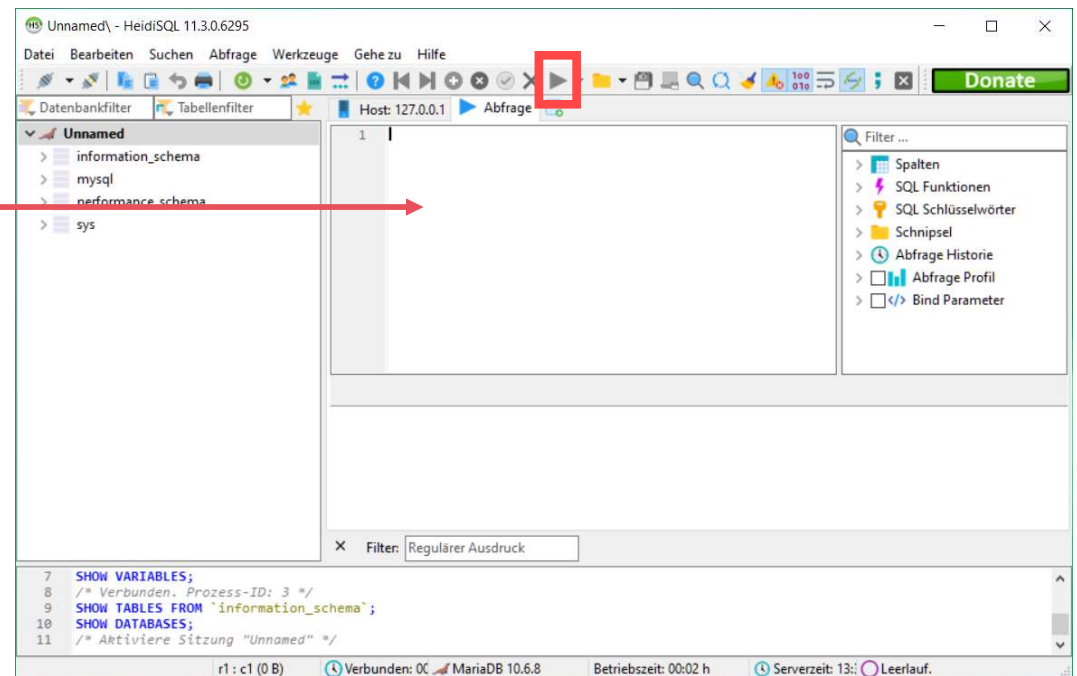 Unnamed\ - HeidiSQL 11.3.0.6295
Datei Bearbeiten Suchen Abfrage Werkzeuge Gehe zu Hilfe
Donate
Datenbankfilter Tabellenfilter Host: 127.0.0.1 Abfrage
Unnamed
information_schema
mysql
performance_schema
sys
1
Filter ...
Spalten
SQL Funktionen
SQL Schlüsselwörter
Schnipsel
Abfrage Historie
Abfrage Profil
Bind Parameter
Filter: Regulärer Ausdruck
7 SHOW VARIABLES;
8 /* Verbunden. Prozess-ID: 3 */
9 SHOW TABLES FROM `information_schema`;
10 SHOW DATABASES;
11 /* Aktiviere Sitzung "Unnamed" */
r1 : c1 (0 B) Verbunden: 0 MariaDB 10.6.8 Betriebszeit: 00:02 h Serverzeit: 13: Leerlauf.